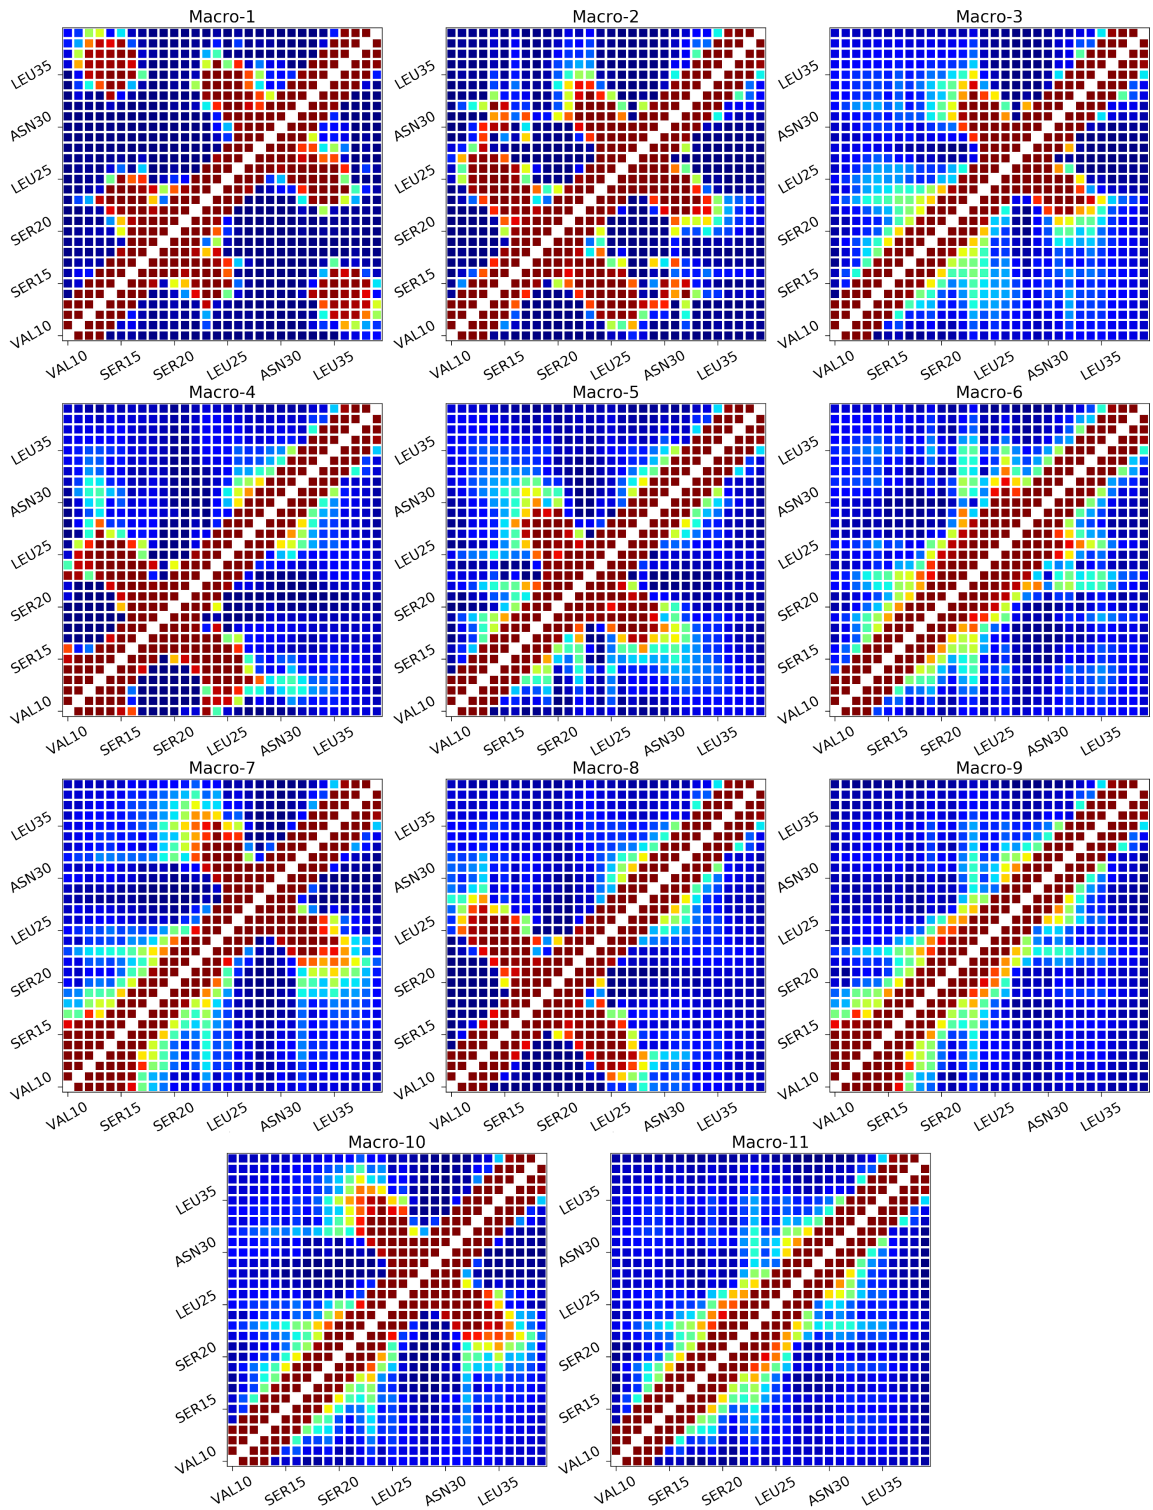 Macro-1 Macro-2 Macro-3
LEU35 LEU35 LEU35
ASN30 ASN30 ASN30
LEU25 LEU25 LEU25
SER20 SER20 SER20
SER15 SER15 SER15
VAL10 VAL10 VAL10
VAL10 SER15 SER20 LEU25 ASN30 LEU35 VAL10 SER15 SER20 LEU25 ASN30 LEU35 VAL10 SER15 SER20 LEU25 ASN30 LEU35
Macro-4 Macro-5 Macro-6
LEU35 LEU35 LEU35
ASN30 ASN30 ASN30
LEU25 LEU25 LEU25
SER20 SER20 SER20
SER15 SER15 SER15
VAL10 VAL10 VAL10
VAL10 SER15 SER20 LEU25 ASN30 LEU35 VAL10 SER15 SER20 LEU25 ASN30 LEU35 VAL10 SER15 SER20 LEU25 ASN30 LEU35
Macro-7 Macro-8 Macro-9
LEU35 LEU35 LEU35
ASN30 ASN30 ASN30
LEU25 LEU25 LEU25
SER20 SER20 SER20
SER15 SER15 SER15
VAL10 VAL10 VAL10
VAL10 SER15 SER20 LEU25 ASN30 LEU35 VAL10 SER15 SER20 LEU25 ASN30 LEU35 VAL10 SER15 SER20 LEU25 ASN30 LEU35
Macro-10 Macro-11
LEU35 LEU35
ASN30 ASN30
LEU25 LEU25
SER20 SER20
SER15 SER15
VAL10 VAL10
VAL10 SER15 SER20 LEU25 ASN30 LEU35 VAL10 SER15 SER20 LEU25 ASN30 LEU35